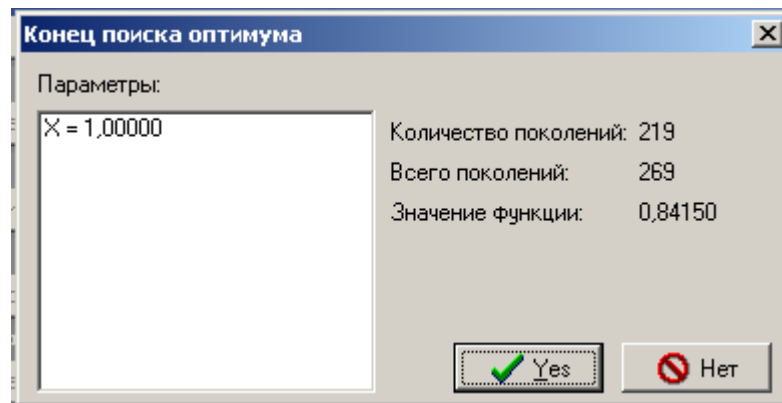 Конец поиска оптимума
Параметры:
X = 1,00000
Количество поколений: 219
Всего поколений: 269
Значение функции: 0,84150
Yes
Нет